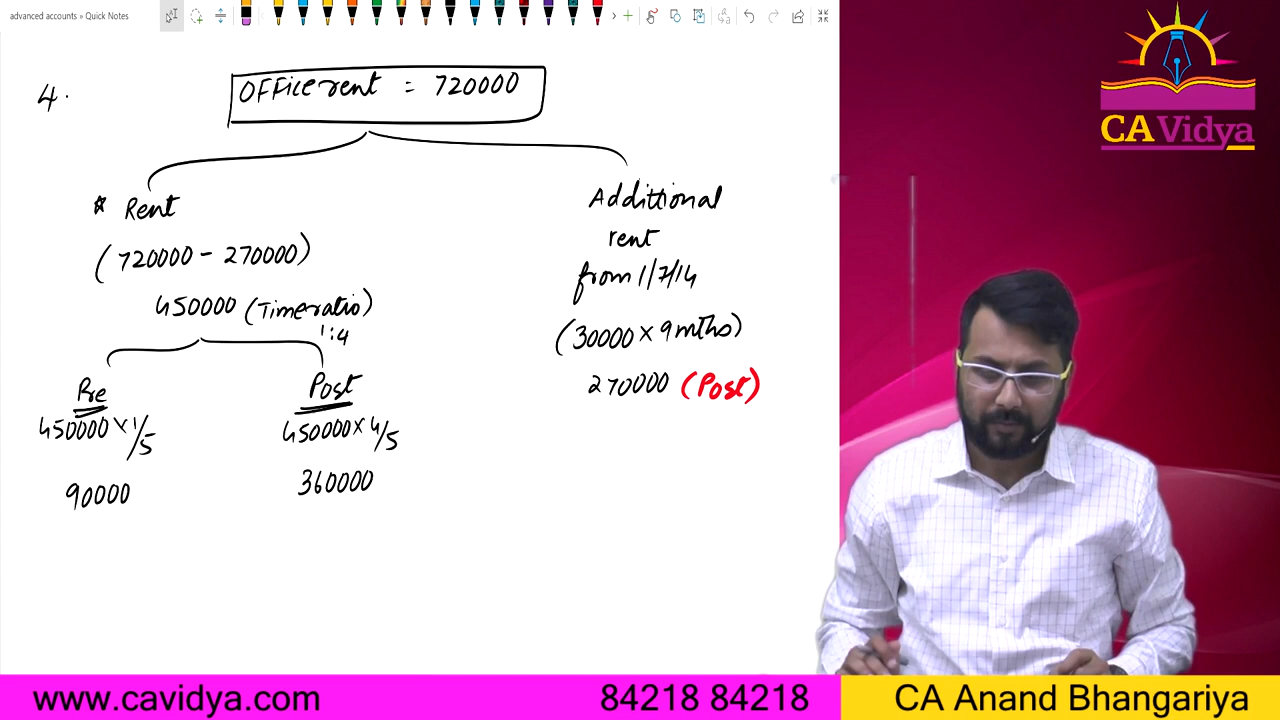 advanced accounts » Quick Notes
4.
OFFice rent = 720000
* Rent
(720000 - 270000)
450000 (Time ratio)
1:4
Pre
450000 × 1/5
90000
Post
450000 × 4/5
360000
Additional
rent
from 1/7/14
(30000 × 9 mths)
270000 (Post)
CA Vidya
www.cavidya.com
84218 84218
CA Anand Bhangariya